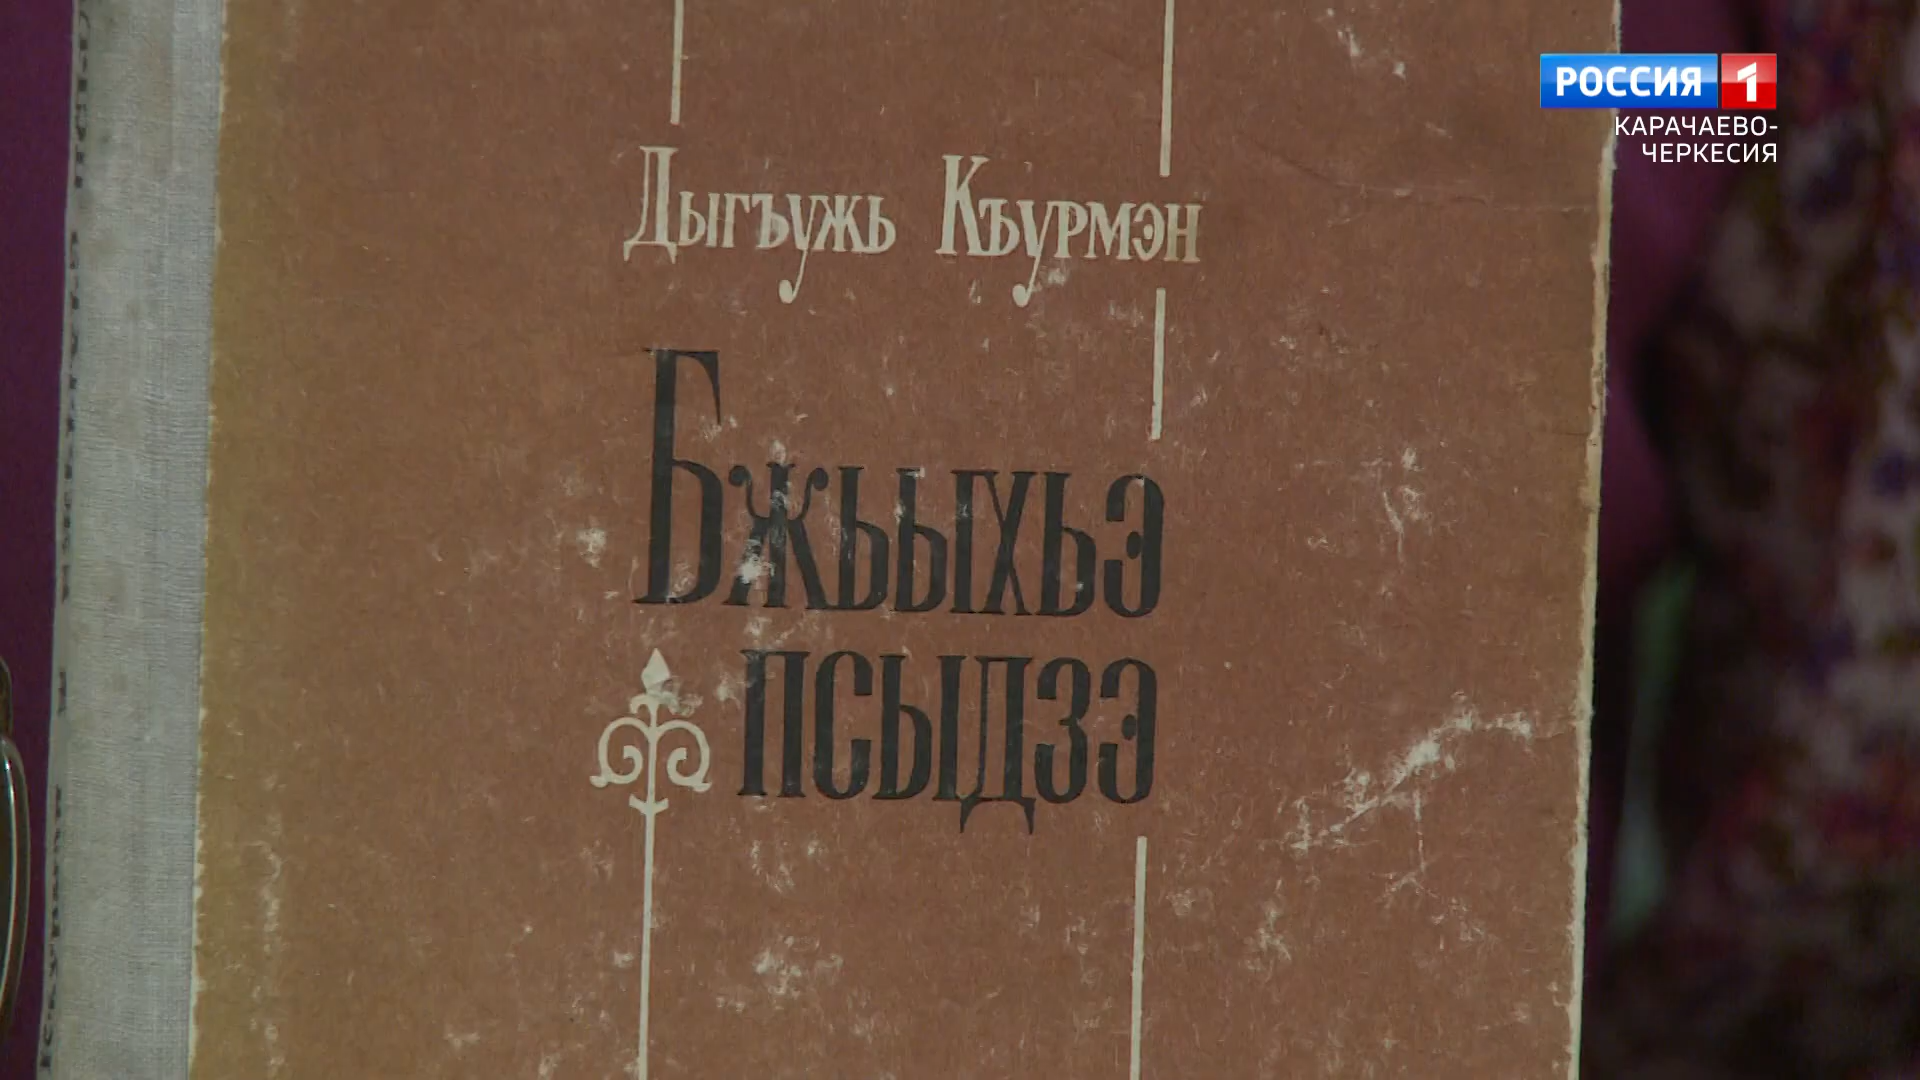 РОССИЯ 1
КАРАЧАЕВО-
ЧЕРКЕСИЯ
Дыгъужь Къурмэн
Бжьыхьэ
псыдзэ